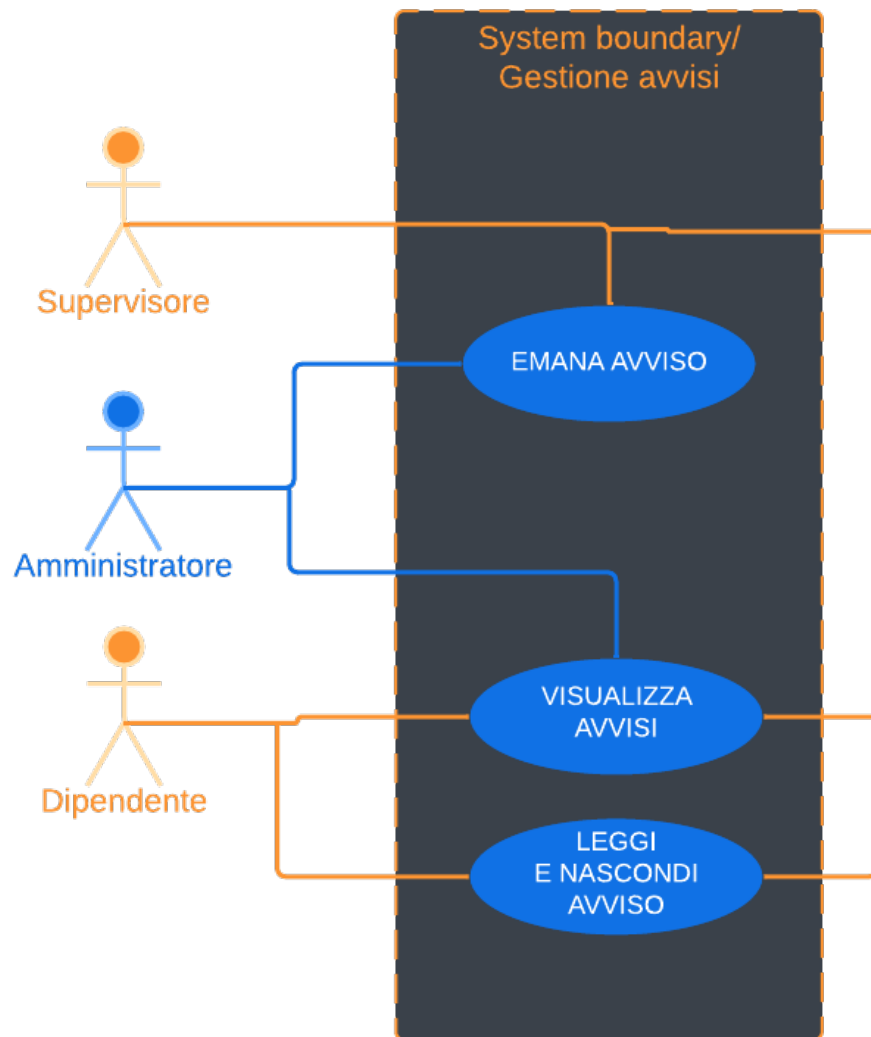 System boundary/
Gestione avvisi
Supervisore
EMANA AVVISO
Amministratore
VISUALIZZA
AVVISI
Dipendente
LEGGI
E NASCONDI
AVVISO